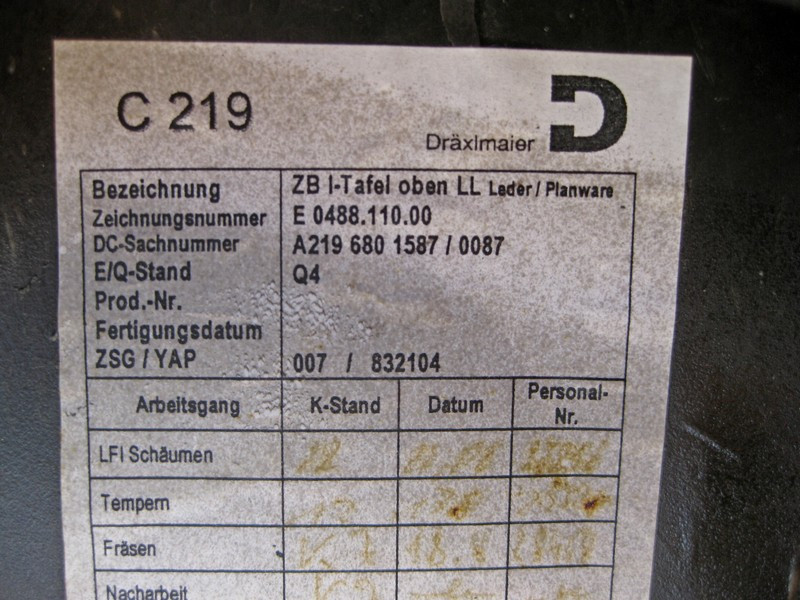 C 219
Dräxlmaier
Bezeichnung ZB I-Tafel oben LL Leder / Planware
Zeichnungsnummer E 0488.110.00
DC-Sachnummer A219 680 1587 / 0087
E/Q-Stand Q4
Prod.-Nr.
Fertigungsdatum
ZSG / YAP 007 / 832104
Arbeitsgang K-Stand Datum Personal-Nr.
LFI Schäumen
Tempern
Fräsen
Nacharbeit